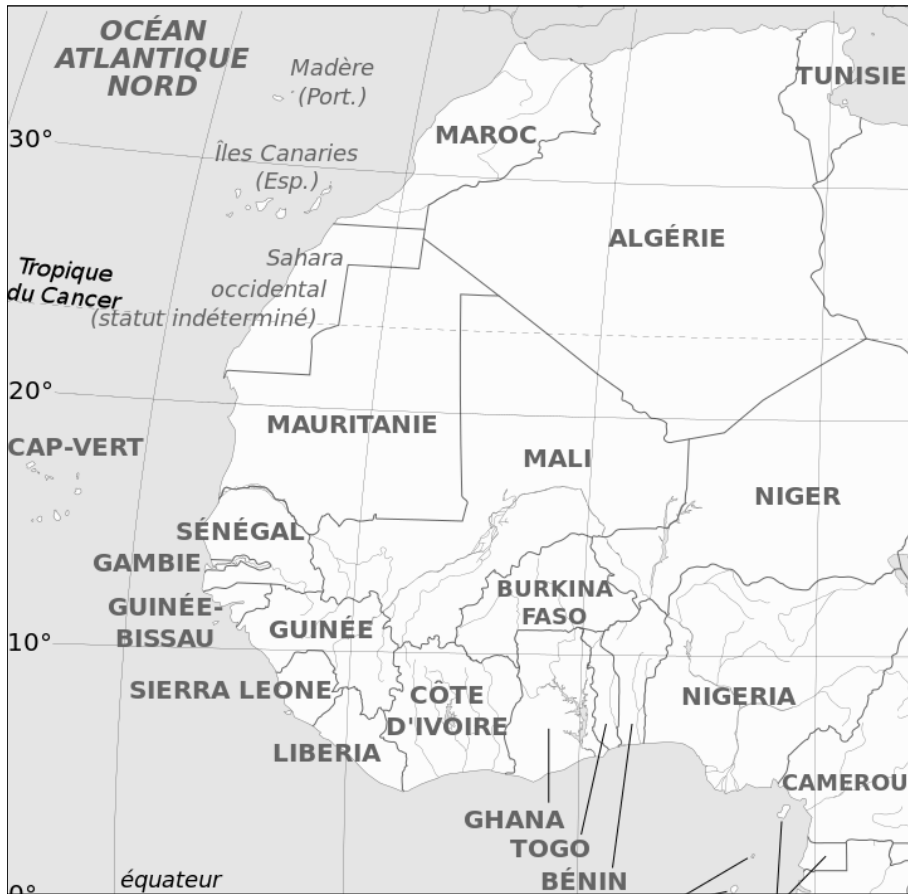 OCÉAN
ATLANTIQUE
NORD
Madère
(Port.)
TUNISIE
30°
MAROC
Îles Canaries
(Esp.)
ALGÉRIE
Sahara
occidental
(statut indéterminé)
Tropique
du Cancer
20°
MAURITANIE
CAP-VERT
MALI
NIGER
SÉNÉGAL
GAMBIE
BURKINA
FASO
GUINÉE-
BISSAU
GUINÉE
10°
SIERRA LEONE
CÔTE
D'IVOIRE
NIGERIA
LIBERIA
CAMEROU
GHANA
TOGO
BÉNIN
équateur
0°